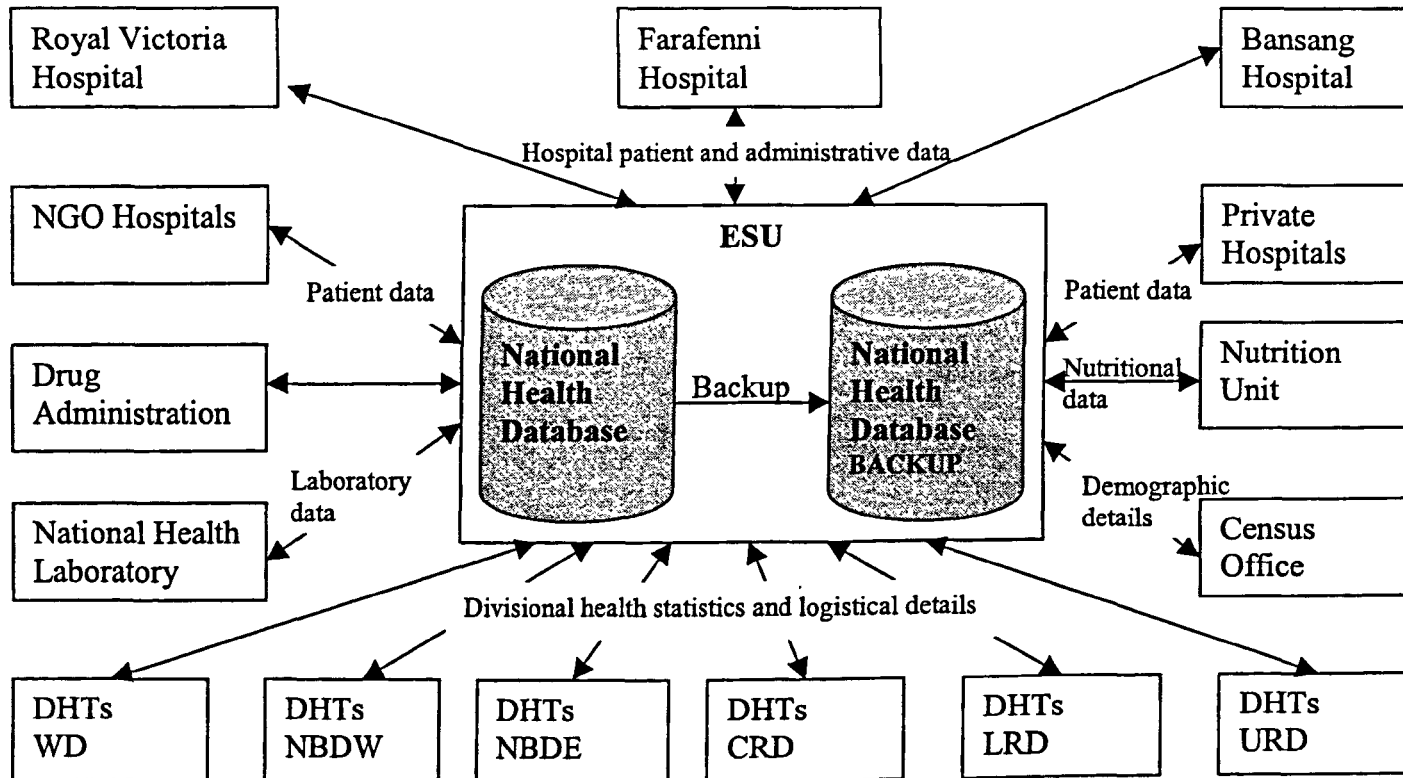 Royal Victoria
Hospital
Farafenni
Hospital
Bansang
Hospital
Hospital patient and administrative data
NGO Hospitals
Private
Hospitals
ESU
Patient data
Patient data
National
Health
Database
Backup
National
Health
Database
BACKUP
Drug
Administration
Nutritional
data
Nutrition
Unit
Laboratory
data
Demographic
details
National Health
Laboratory
Census
Office
Divisional health statistics and logistical details
DHTs
WD
DHTs
NBDW
DHTs
NBDE
DHTs
CRD
DHTs
LRD
DHTs
URD